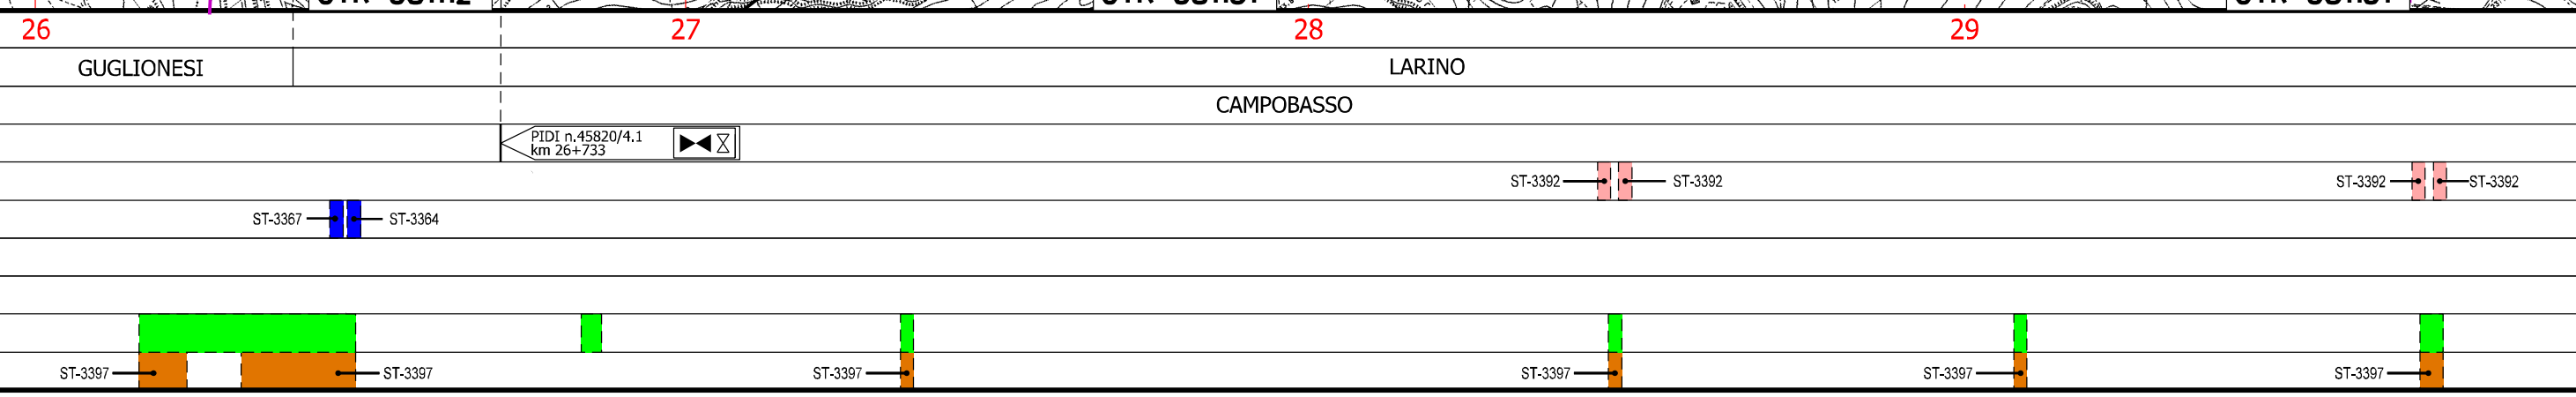 26 27 28 29
GUGLIONESI LARINO
CAMPOBASSO
PIDI n.45820/4.1
km 26+733
ST-3392 ST-3392 ST-3392 ST-3392
ST-3367 ST-3364
ST-3397 ST-3397 ST-3397 ST-3397 ST-3397 ST-3397